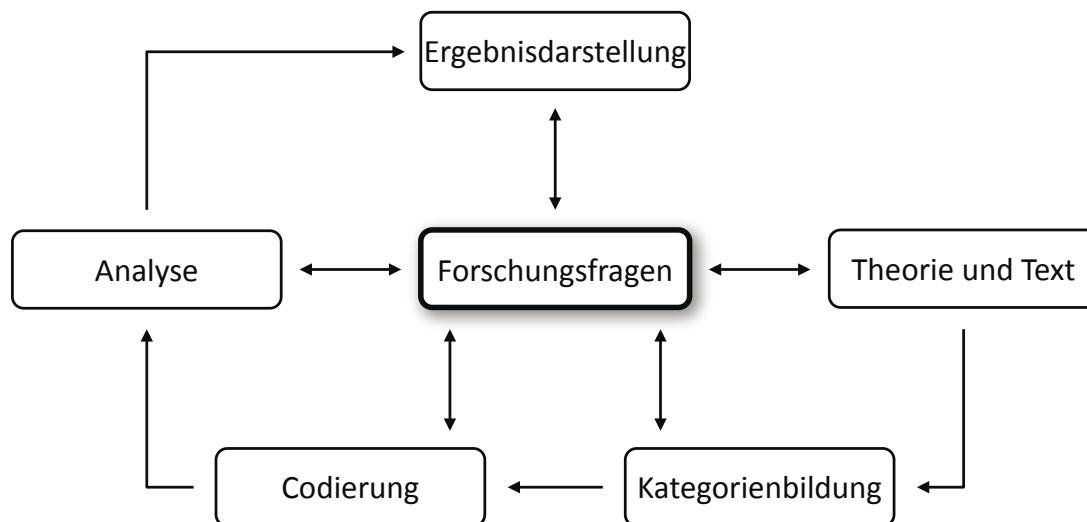 Ergebnisdarstellung
Analyse
Forschungsfragen
Theorie und Text
Codierung
Kategorienbildung